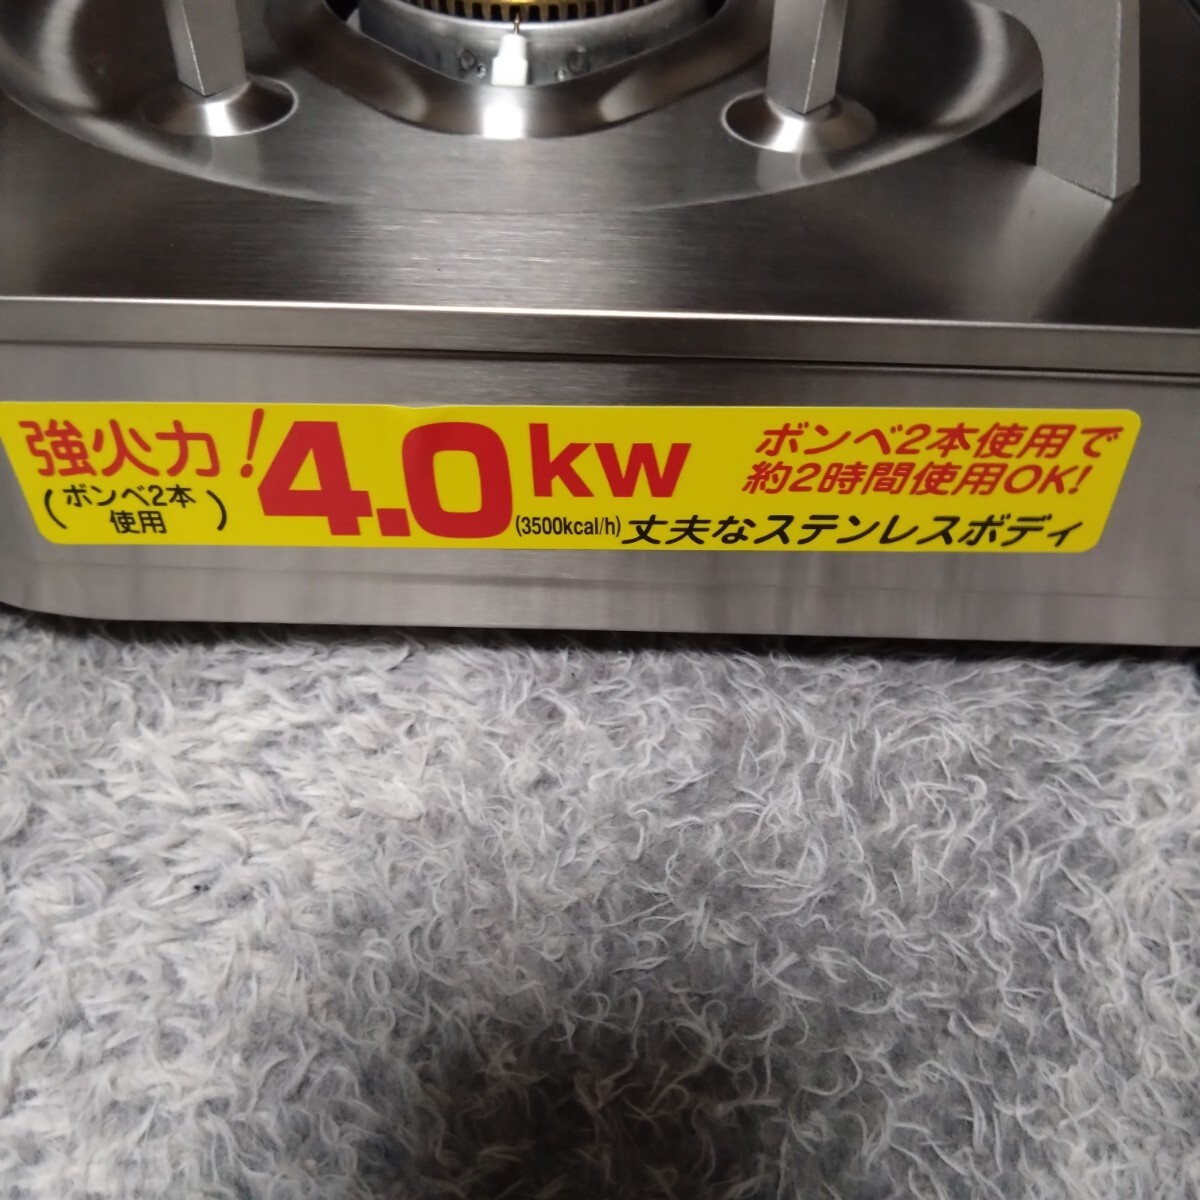 強火力!
(ボンベ2本
使用)
4.0kw
(3500kcal/h)
ボンベ2本使用で
約2時間使用OK!
丈夫なステンレスボディ